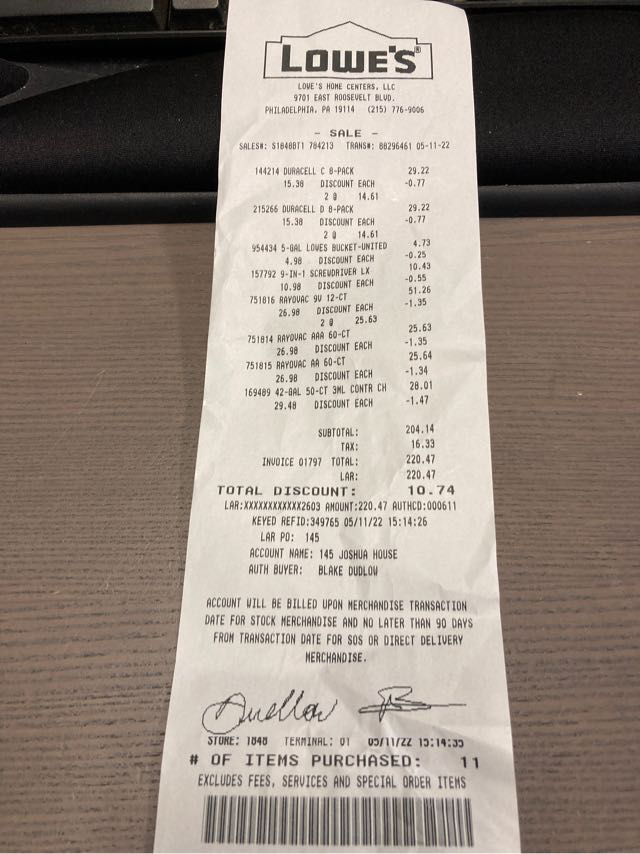 LOWE'S®
LOWE'S HOME CENTERS, LLC
9701 EAST ROOSEVELT BLVD.
PHILADELPHIA, PA 19114 (215) 776-9006
- SALE -
SALES#: S1848BT1 784213 TRANS#: 88296461 05-11-22
144214 DURACELL C 8-PACK 29.22
15.38 DISCOUNT EACH -0.77
2 @ 14.61
215266 DURACELL D 8-PACK 29.22
15.38 DISCOUNT EACH -0.77
2 @ 14.61
954434 5-GAL LOWES BUCKET-UNITED 4.73
4.98 DISCOUNT EACH -0.25
157792 9-IN-1 SCREWDRIVER LX 10.43
10.98 DISCOUNT EACH -0.55
751816 RAYOVAC 9V 12-CT 51.26
26.98 DISCOUNT EACH -1.35
2 @ 25.63
751814 RAYOVAC AAA 60-CT 25.63
26.98 DISCOUNT EACH -1.35
751815 RAYOVAC AA 60-CT 25.64
26.98 DISCOUNT EACH -1.34
169489 42-GAL 50-CT 3ML CONTR CH 28.01
29.48 DISCOUNT EACH -1.47
SUBTOTAL: 204.14
TAX: 16.33
INVOICE 01797 TOTAL: 220.47
LAR: 220.47
TOTAL DISCOUNT: 10.74
LAR:XXXXXXXXXXXX2603 AMOUNT:220.47 AUTHCD:000611
KEYED REFID:349765 05/11/22 15:14:26
LAR PO: 145
ACCOUNT NAME: 145 JOSHUA HOUSE
AUTH BUYER: BLAKE DUDLOW
ACCOUNT WILL BE BILLED UPON MERCHANDISE TRANSACTION
DATE FOR STOCK MERCHANDISE AND NO LATER THAN 90 DAYS
FROM TRANSACTION DATE FOR SOS OR DIRECT DELIVERY
MERCHANDISE.
STORE: 1848 TERMINAL: 01 05/11/22 15:14:35
# OF ITEMS PURCHASED: 11
EXCLUDES FEES, SERVICES AND SPECIAL ORDER ITEMS